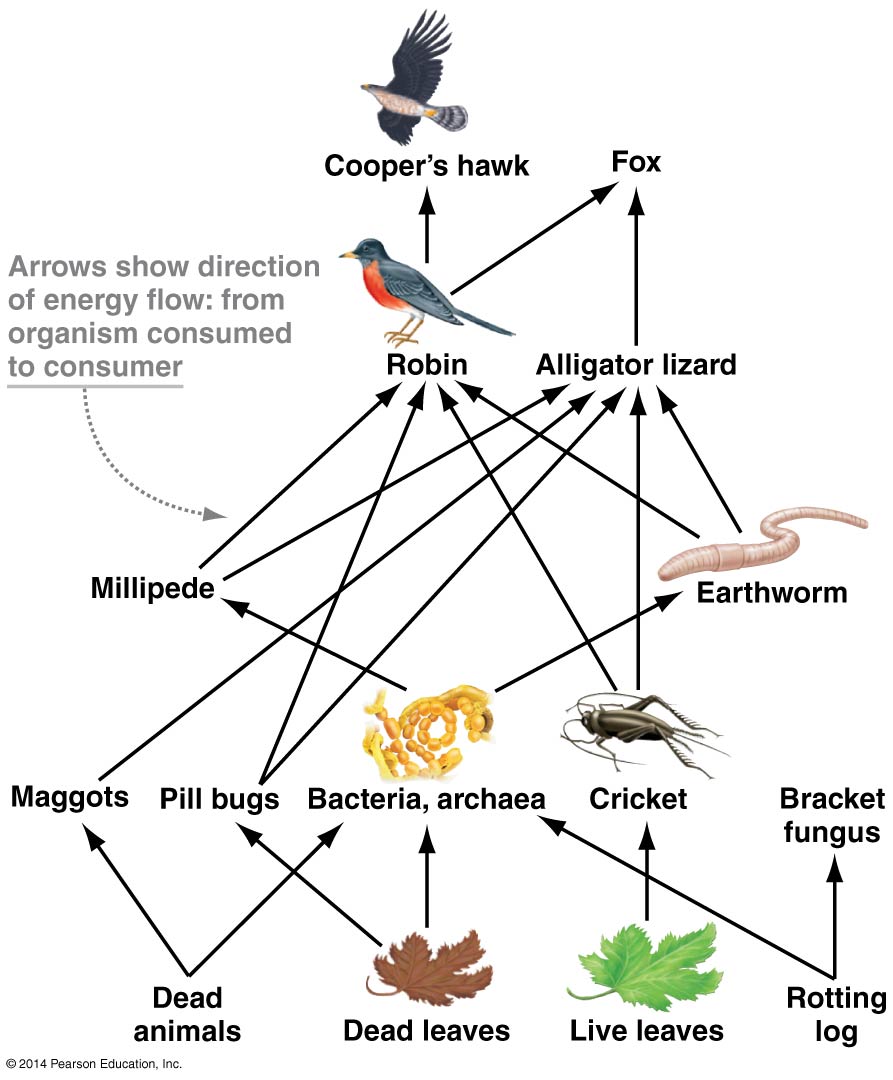 Cooper's hawk
Fox
Arrows show direction
of energy flow: from
organism consumed
to consumer
Robin
Alligator lizard
Millipede
Earthworm
Maggots
Pill bugs
Bacteria, archaea
Cricket
Bracket
fungus
Dead
animals
Dead leaves
Live leaves
Rotting
log
© 2014 Pearson Education, Inc.